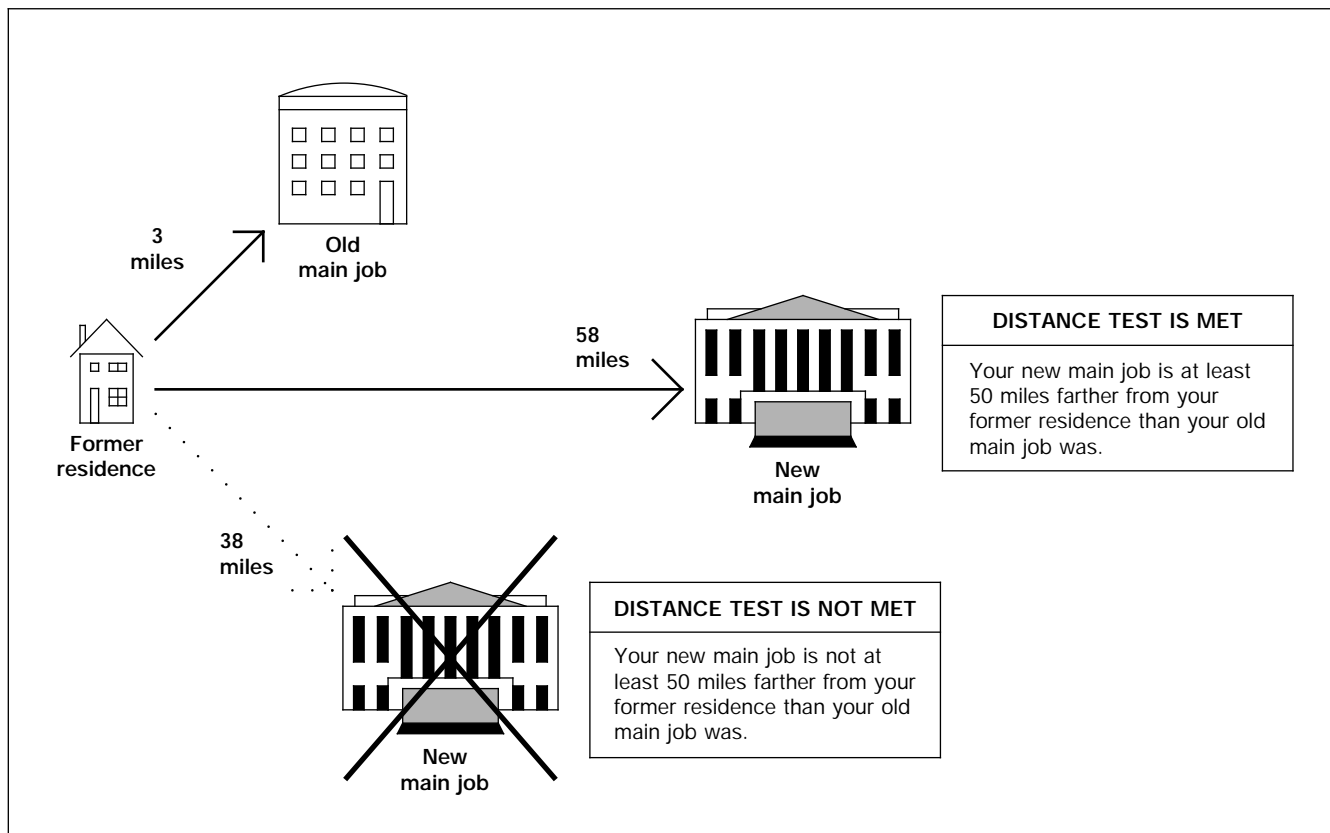 3
miles
Old
main job
58
miles
DISTANCE TEST IS MET
Your new main job is at least
50 miles farther from your
former residence than your old
main job was.
Former
residence
New
main job
38
miles
DISTANCE TEST IS NOT MET
Your new main job is not at
least 50 miles farther from your
former residence than your old
main job was.
New
main job